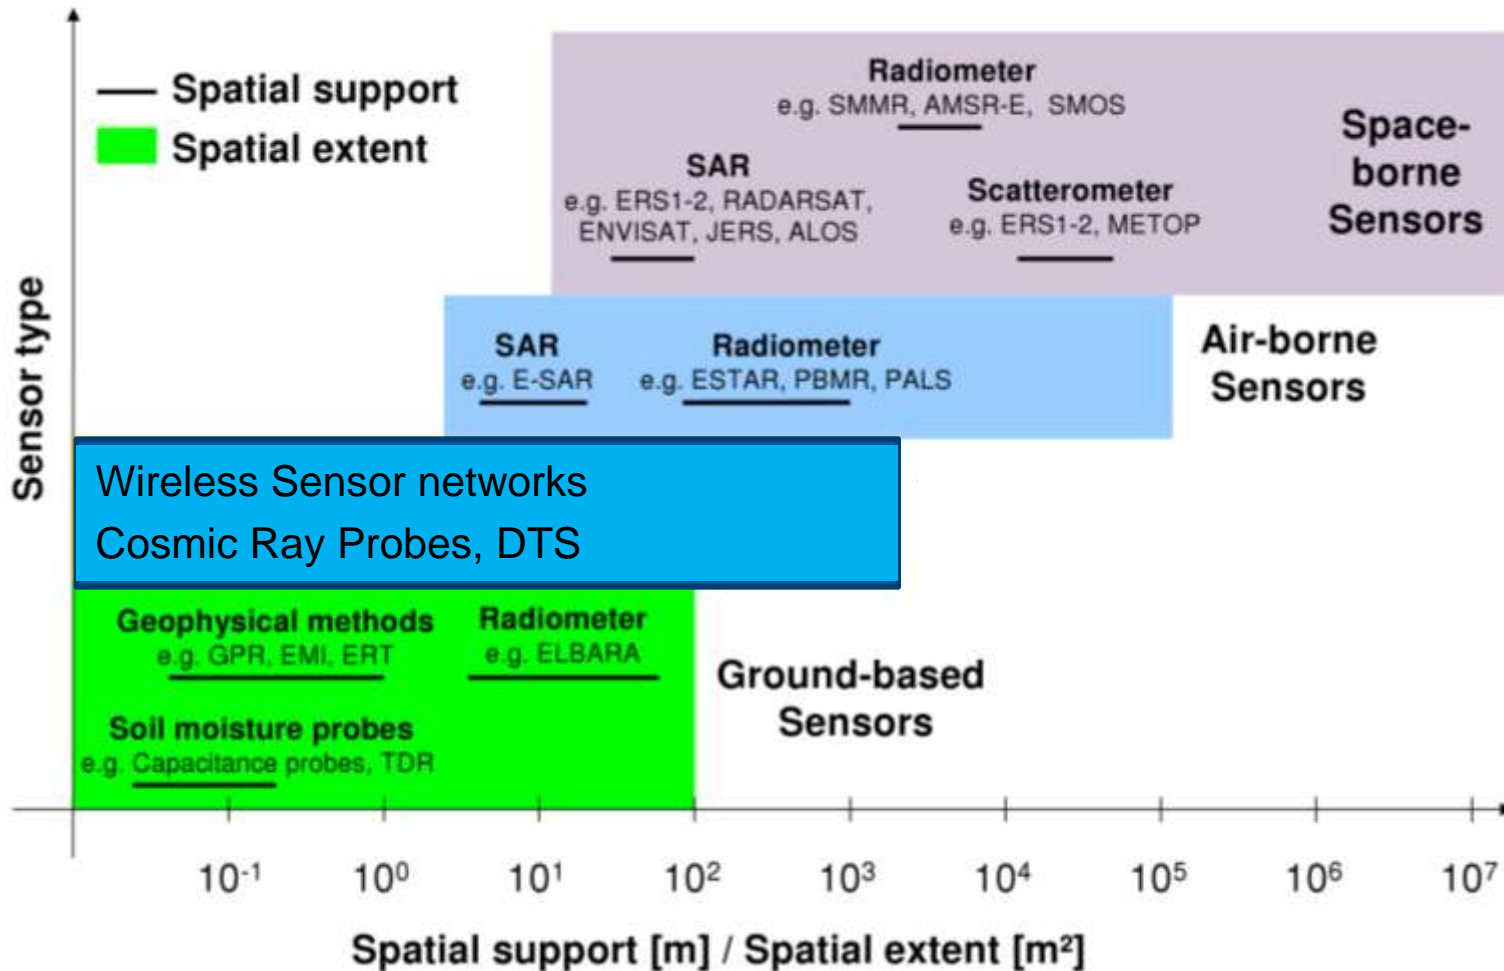 Spatial support
Spatial extent
Radiometer
e.g. SMMR, AMSR-E, SMOS
SAR
e.g. ERS1-2, RADARSAT,
ENVISAT, JERS, ALOS
Scatterometer
e.g. ERS1-2, METOP
Space-
borne
Sensors
SAR
e.g. E-SAR
Radiometer
e.g. ESTAR, PBMR, PALS
Air-borne
Sensors
Sensor type
Wireless Sensor networks
Cosmic Ray Probes, DTS
Geophysical methods
e.g. GPR, EMI, ERT
Radiometer
e.g. ELBARA
Soil moisture probes
e.g. Capacitance probes, TDR
Ground-based
Sensors
10⁻¹ 10⁰ 10¹ 10² 10³ 10⁴ 10⁵ 10⁶ 10⁷
Spatial support [m] / Spatial extent [m²]